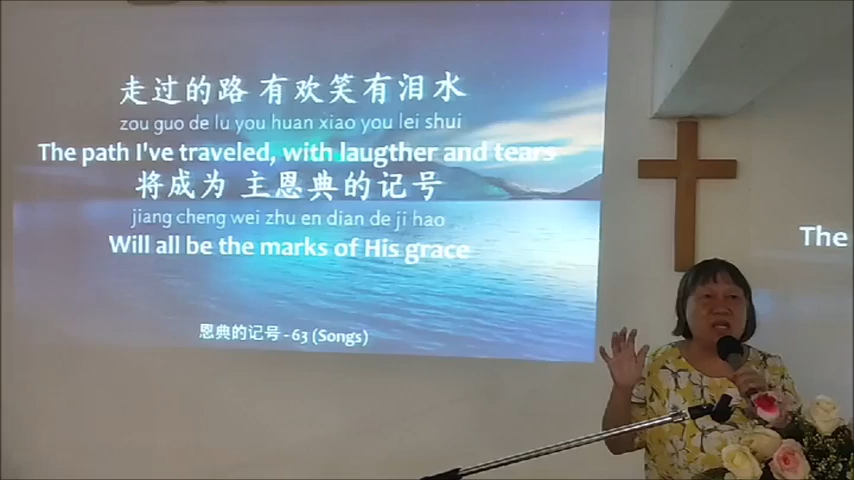 走过的路 有欢笑有泪水
zou guo de lu you huan xiao you lei shui
The path I've traveled, with laugther and tears
将成为 主恩典的记号
jiang cheng wei zhu en dian de ji hao
Will all be the marks of His grace
恩典的记号 - 63 (Songs)
The